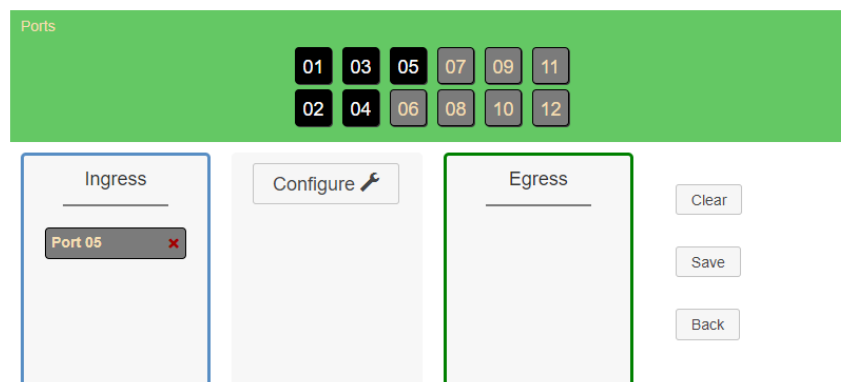 Ports
01 03 05 07 09 11
02 04 06 08 10 12
Ingress
Port 05
Configure
Egress
Clear
Save
Back